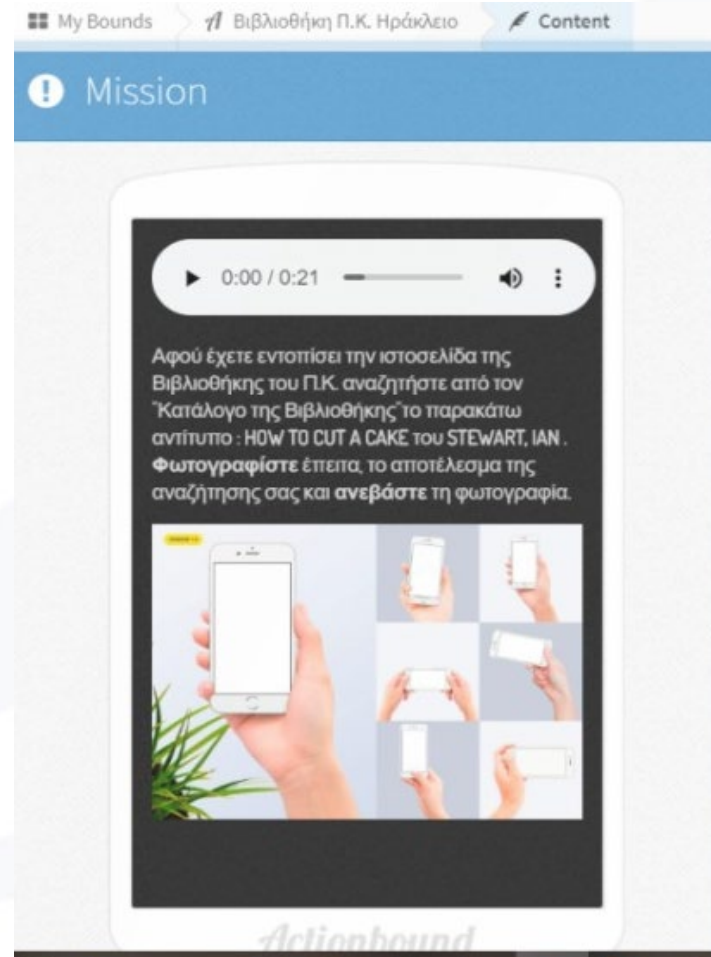 My Bounds Βιβλιοθήκη Π.Κ. Ηράκλειο Content
Mission
0:00 / 0:21
Αφού έχετε εντοπίσει την ιστοσελίδα της
Βιβλιοθήκης του Π.Κ. αναζητήστε από τον
"Κατάλογο της Βιβλιοθήκης"το παρακάτω
αντίτυπο : HOW TO CUT A CAKE του STEWART, IAN .
Φωτογραφίστε έπειτα, το αποτέλεσμα της
αναζήτησης σας και ανεβάστε τη φωτογραφία.
Actionbound